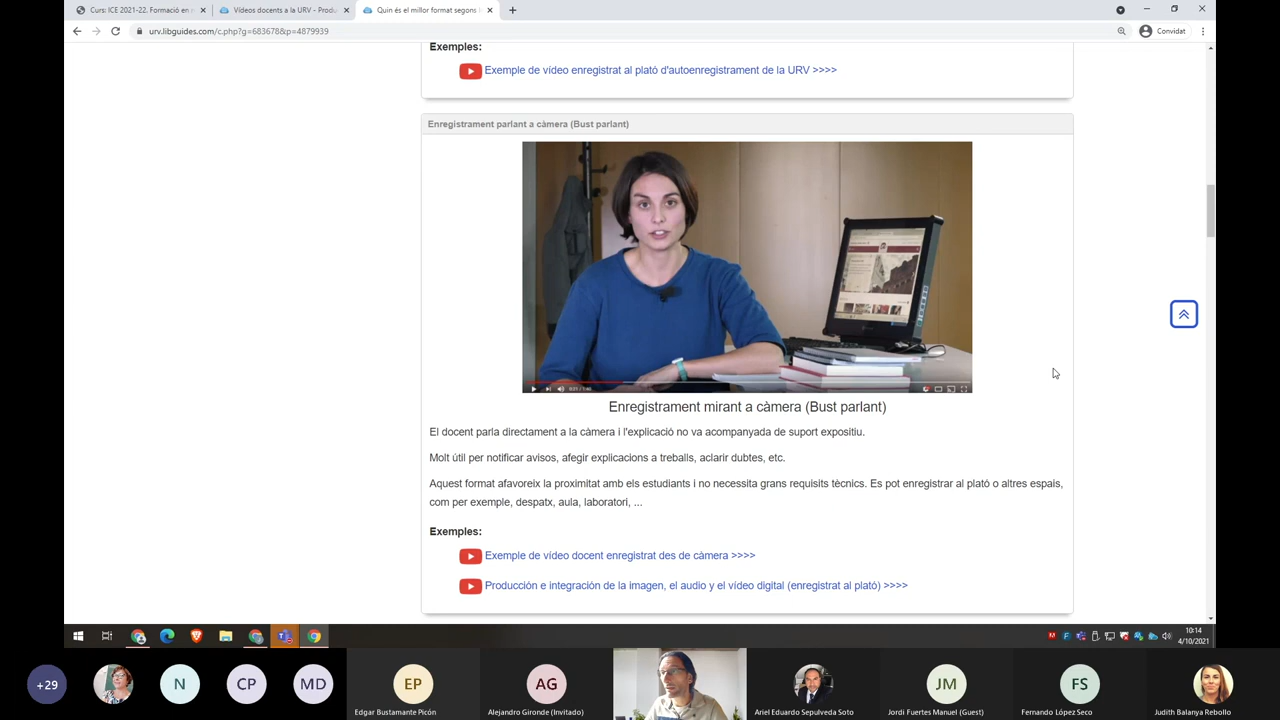 Curs: ICE 2021-22. Formació en
Vídeos docents a la URV - Produ
Quin és el millor format segons
urv.libguides.com/c.php?g=683678&p=4879939
Convidat
Exemples:
Exemple de vídeo enregistrat al plató d'autoenregistrament de la URV >>>>
Enregistrament parlant a càmera (Bust parlant)
Enregistrament mirant a càmera (Bust parlant)
El docent parla directament a la càmera i l'explicació no va acompanyada de suport expositiu.
Molt útil per notificar avisos, afegir explicacions a treballs, aclarir dubtes, etc.
Aquest format afavoreix la proximitat amb els estudiants i no necessita grans requisits tècnics. Es pot enregistrar al plató o altres espais,
com per exemple, despatx, aula, laboratori, ...
Exemples:
Exemple de vídeo docent enregistrat des de càmera >>>>
Producción e integración de la imagen, el audio y el vídeo digital (enregistrat al plató) >>>>
10:14
4/10/2021
+29
N
CP
MD
EP
AG
JM
FS
Edgar Bustamante Picón
Alejandro Gironde (Invitado)
Ariel Eduardo Sepulveda Soto
Jordi Fuertes Manuel (Guest)
Fernando López Seco
Judith Balanya Rebollo